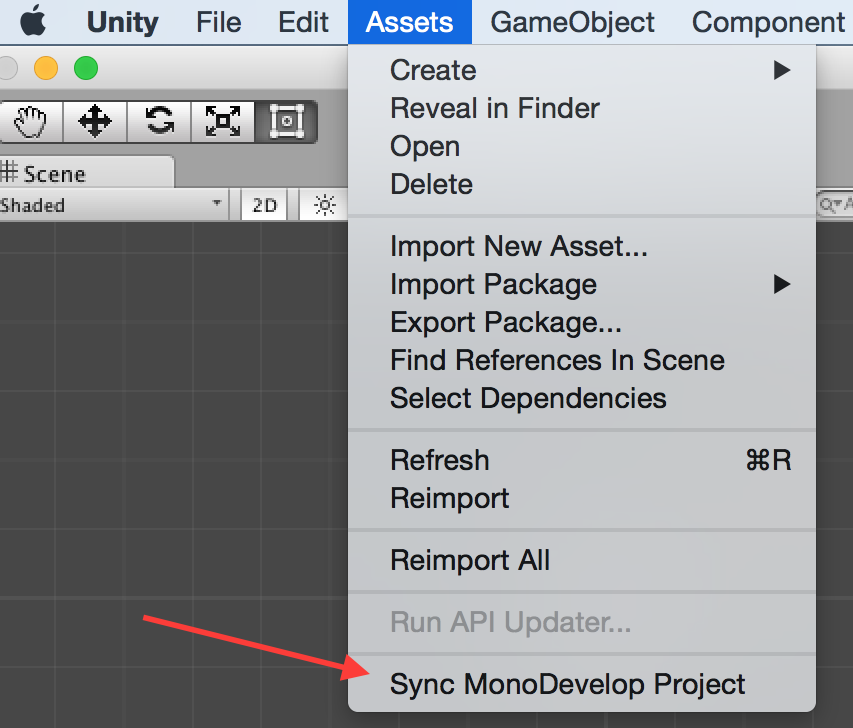 Unity File Edit Assets GameObject Component
Create
Reveal in Finder
Open
Delete
Scene
Shaded 2D
Import New Asset...
Import Package
Export Package...
Find References In Scene
Select Dependencies
Refresh ⌘R
Reimport
Reimport All
Run API Updater...
Sync MonoDevelop Project